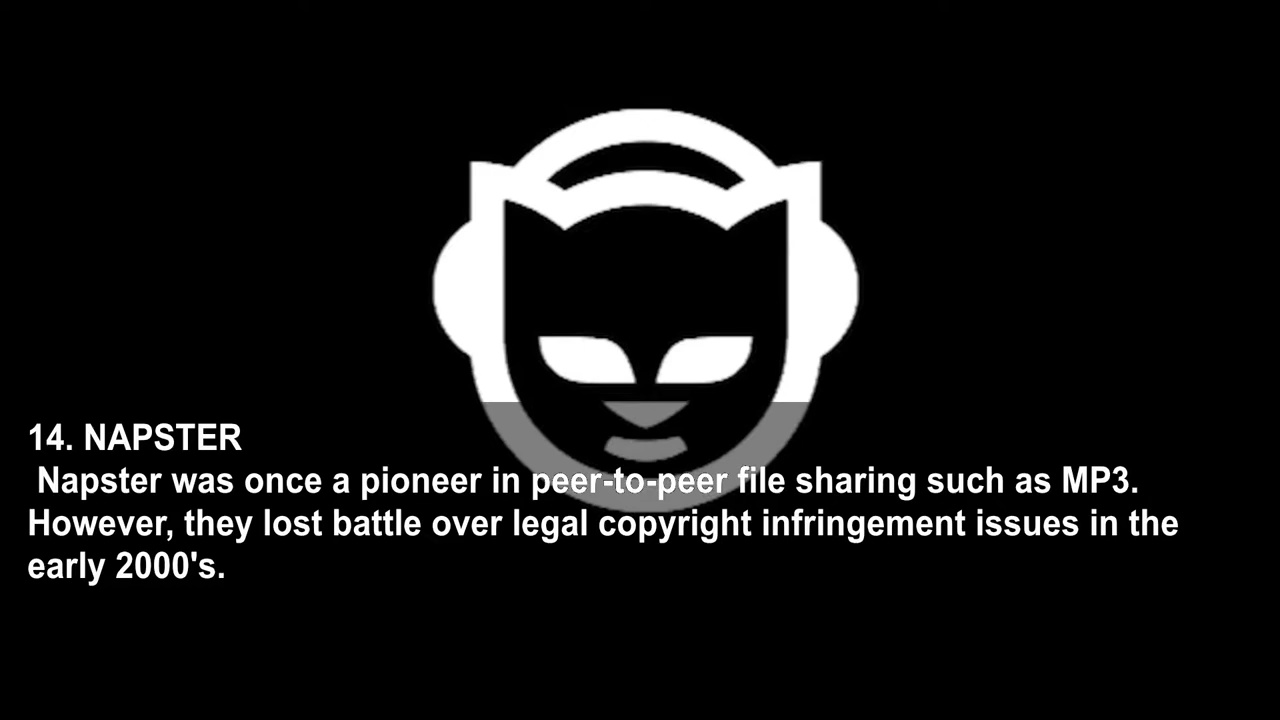 14. NAPSTER
Napster was once a pioneer in peer-to-peer file sharing such as MP3.
However, they lost battle over legal copyright infringement issues in the
early 2000's.